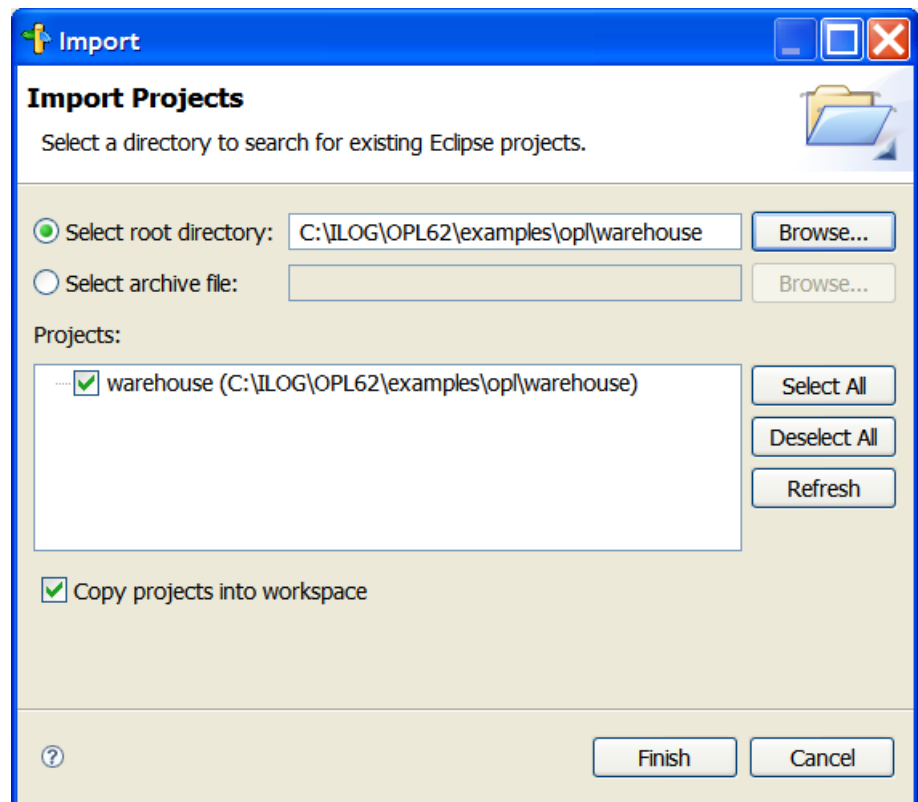 Import
Import Projects
Select a directory to search for existing Eclipse projects.
Select root directory: C:\ILOG\OPL62\examples\opl\warehouse Browse...
Select archive file: Browse...
Projects:
warehouse (C:\ILOG\OPL62\examples\opl\warehouse) Select All
Deselect All
Refresh
Copy projects into workspace
? Finish Cancel